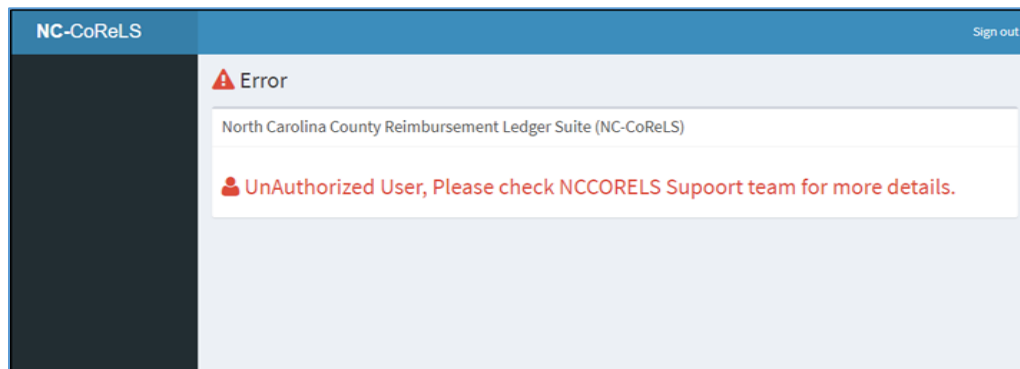 NC-CoReLS
Sign out
Error
North Carolina County Reimbursement Ledger Suite (NC-CoReLS)
UnAuthorized User, Please check NCCORELS Supoort team for more details.